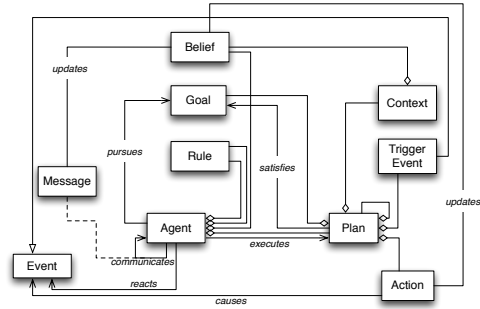 Belief
updates
Goal
Context
pursues
Rule
satisfies
Trigger
Event
Message
updates
Agent
Plan
executes
communicates
Event
reacts
Action
causes